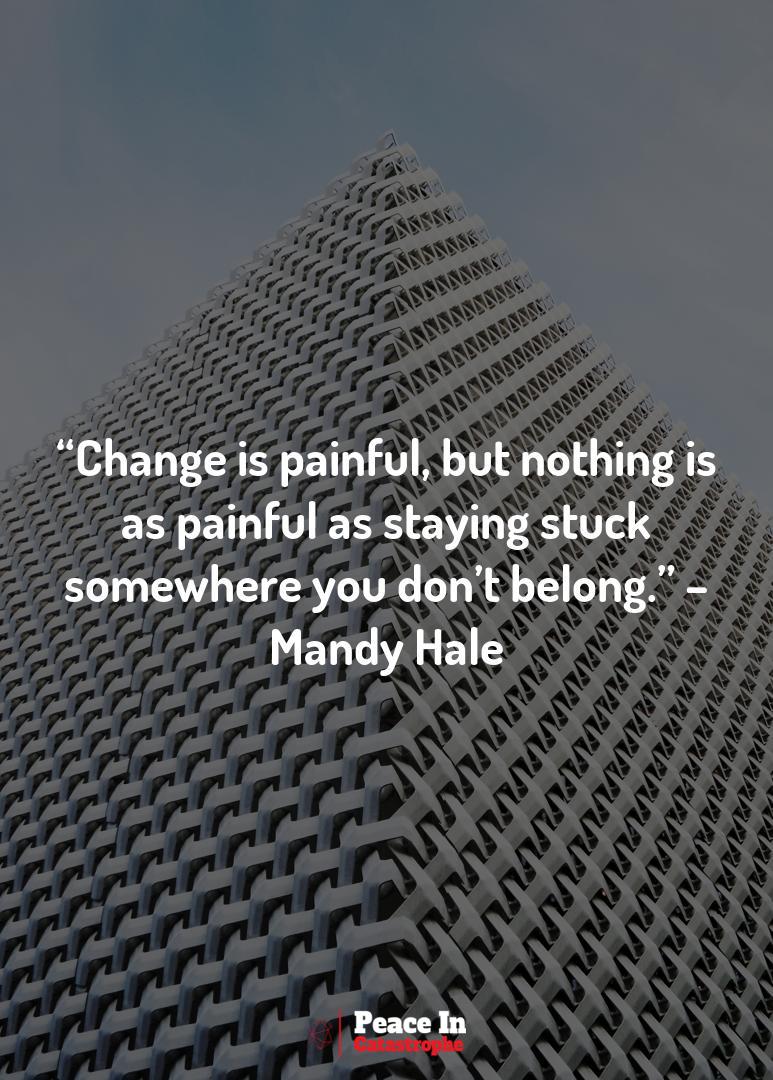 “Change is painful, but nothing is
as painful as staying stuck
somewhere you don’t belong.” –
Mandy Hale
Peace In
Catastrophe